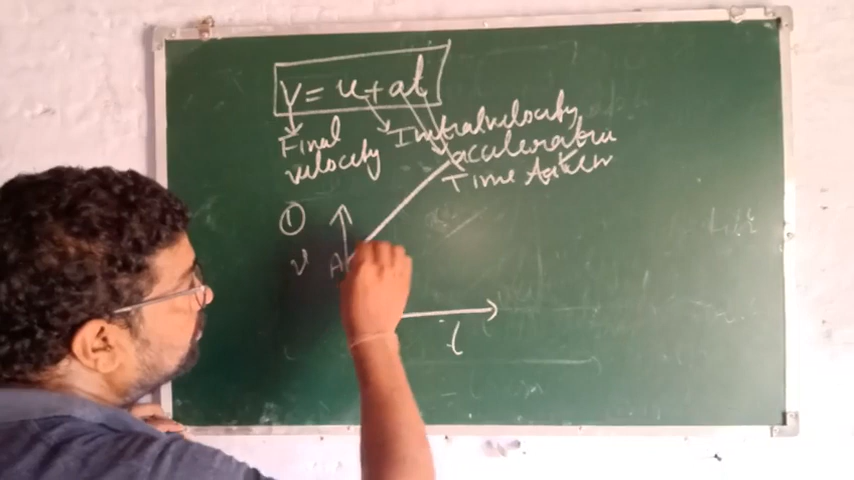 V = u + at
Final velocity
Initial velocity
acceleration
Time taken
①
v
A
t